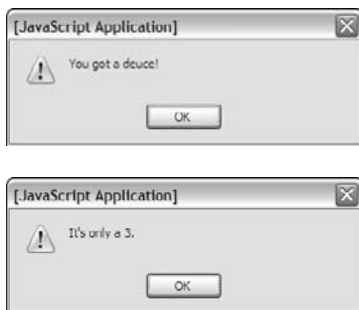 [JavaScript Application]
You got a deuce!
OK
[JavaScript Application]
It's only a 3.
OK